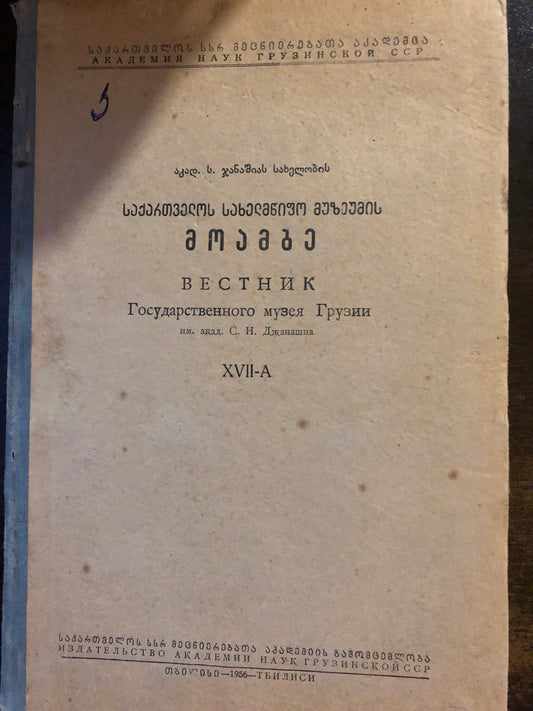 საქართველოს სსრ მეცნიერებათა აკადემია
АКАДЕМИЯ НАУК ГРУЗИНСКОЙ ССР
აკად. ს. ჯანაშიას სახელობის
საქართველოს სახელმწიფო მუზეუმის
მოამბე
ВЕСТНИК
Государственного музея Грузии
им. акад. С. Н. Джанашиа
XVII-A
საქართველოს სსრ მეცნიერებათა აკადემიის გამომცემლობა
ИЗДАТЕЛЬСТВО АКАДЕМИИ НАУК ГРУЗИНСКОЙ ССР
თბილისი—1956—ТБИЛИСИ